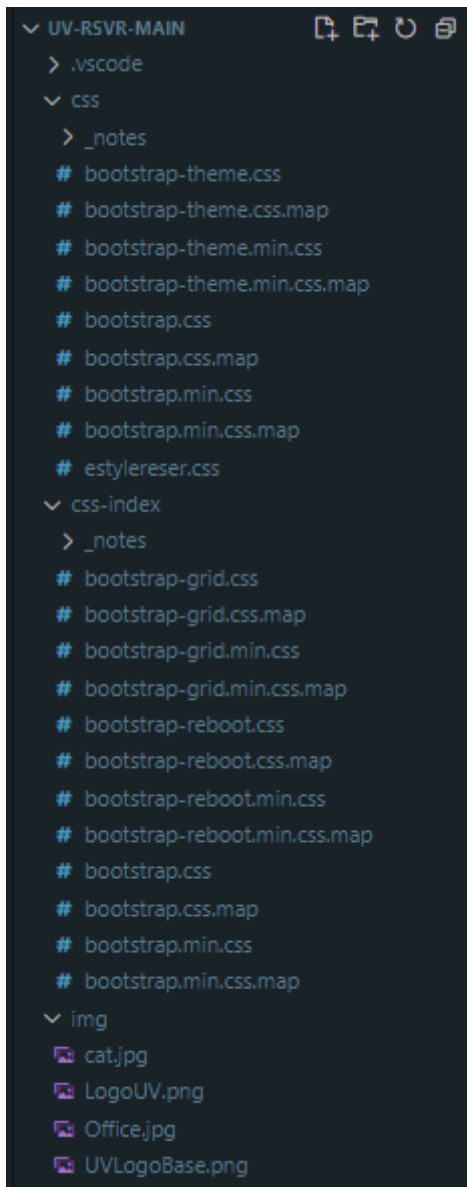 UV-RSVR-MAIN
.vscode
css
_notes
bootstrap-theme.css
bootstrap-theme.css.map
bootstrap-theme.min.css
bootstrap-theme.min.css.map
bootstrap.css
bootstrap.css.map
bootstrap.min.css
bootstrap.min.css.map
estylereser.css
css-index
_notes
bootstrap-grid.css
bootstrap-grid.css.map
bootstrap-grid.min.css
bootstrap-grid.min.css.map
bootstrap-reboot.css
bootstrap-reboot.css.map
bootstrap-reboot.min.css
bootstrap-reboot.min.css.map
bootstrap.css
bootstrap.css.map
bootstrap.min.css
bootstrap.min.css.map
img
cat.jpg
LogoUV.png
Office.jpg
UVLogoBase.png